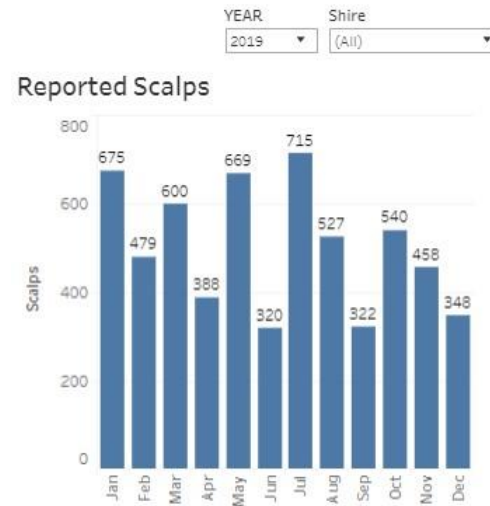 YEAR Shire
2019 (All)
Reported Scalps
800
600
400
200
0
Scalps
675
479
600
388
669
320
715
527
322
540
458
348
Jan
Feb
Mar
Apr
May
Jun
Jul
Aug
Sep
Oct
Nov
Dec